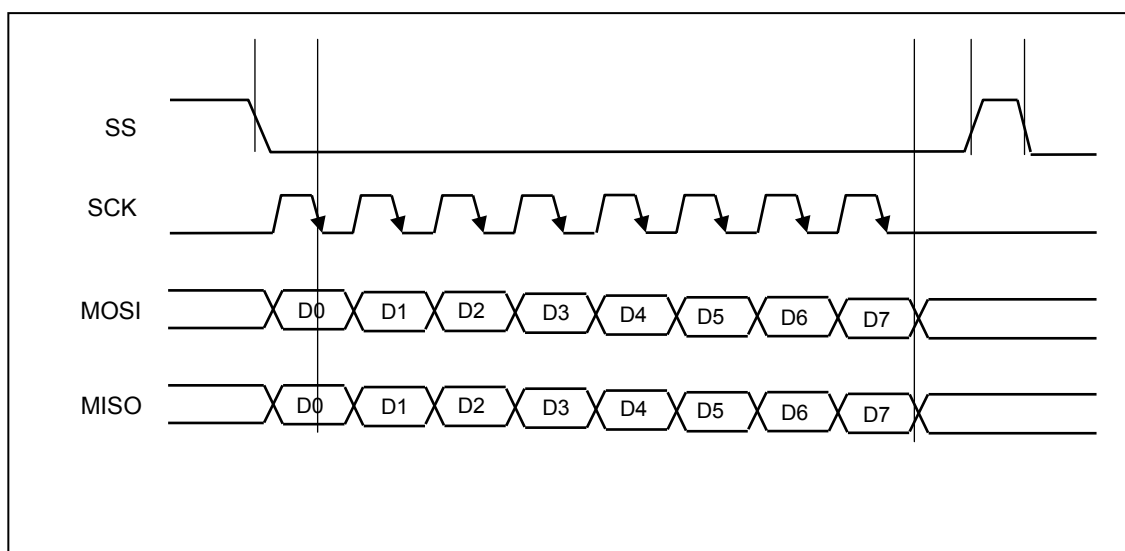 SS
SCK
MOSI D0 D1 D2 D3 D4 D5 D6 D7
MISO D0 D1 D2 D3 D4 D5 D6 D7